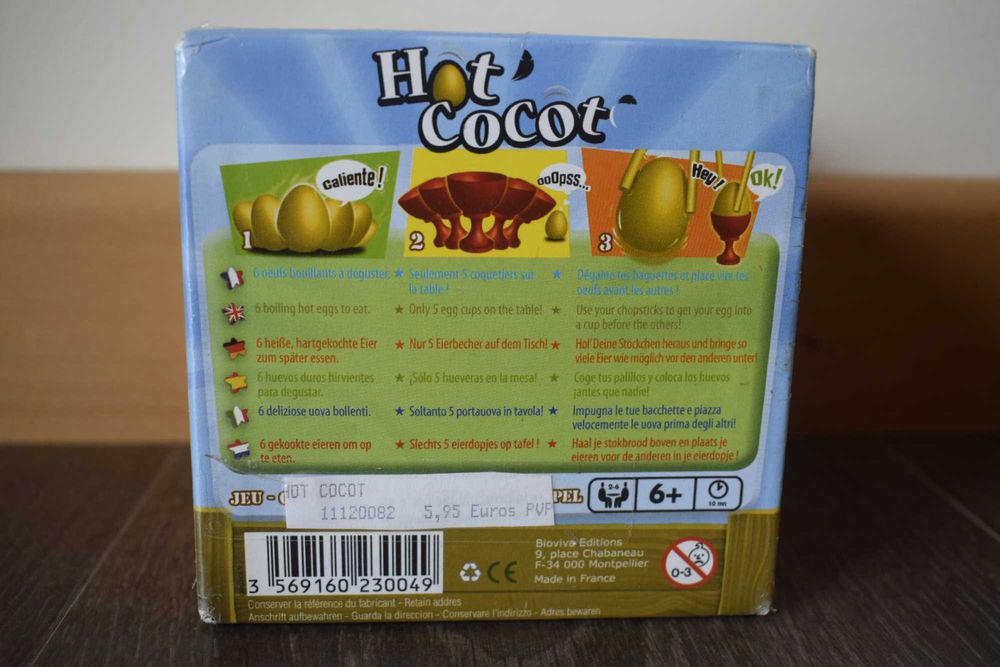 Hot'
Cocot'
Caliente !
ooOpss...
Hey !
Ok!
1
2
3
6 oeufs bouillants à déguster. ★ Seulement 5 coquetiers sur la table ! ★ Dégaine tes baguettes et place vite tes oeufs avant les autres !
6 boiling hot eggs to eat. ★ Only 5 egg cups on the table! ★ Use your chopsticks to get your egg into a cup before the others!
6 heiße, hartgekochte Eier zum später essen. ★ Nur 5 Eierbecher auf dem Tisch! ★ Hol' Deine Stöckchen heraus und bringe so viele Eier wie möglich vor den anderen unter!
6 huevos duros hirvientes para degustar. ★ ¡Sólo 5 hueveras en la mesa! ★ Coge tus palillos y coloca los huevos ¡antes que nadie!
6 deliziose uova bollenti. ★ Soltanto 5 portauova in tavola! ★ Impugna le tue bacchette e piazza velocemente le uova prima degli altri!
6 gekookte eieren om op te eten. ★ Slechts 5 eierdopjes op tafel ! ★ Haal je stokbrood boven en plaats je eieren voor de anderen in je eierdopje !
JEU -
PEL
2-6
6+
10 mn
HOT COCOT
11120082 5,95 Euros PVP
3 569160 230049
CE
Bioviva Editions
9, place Chabaneau
F-34 000 Montpellier
Made in France
0-3
Conserver la référence du fabricant - Retain addres
Anschrift aufbewahren - Guarda la direccion - Conservare l'indirizzo - Adres bewaren